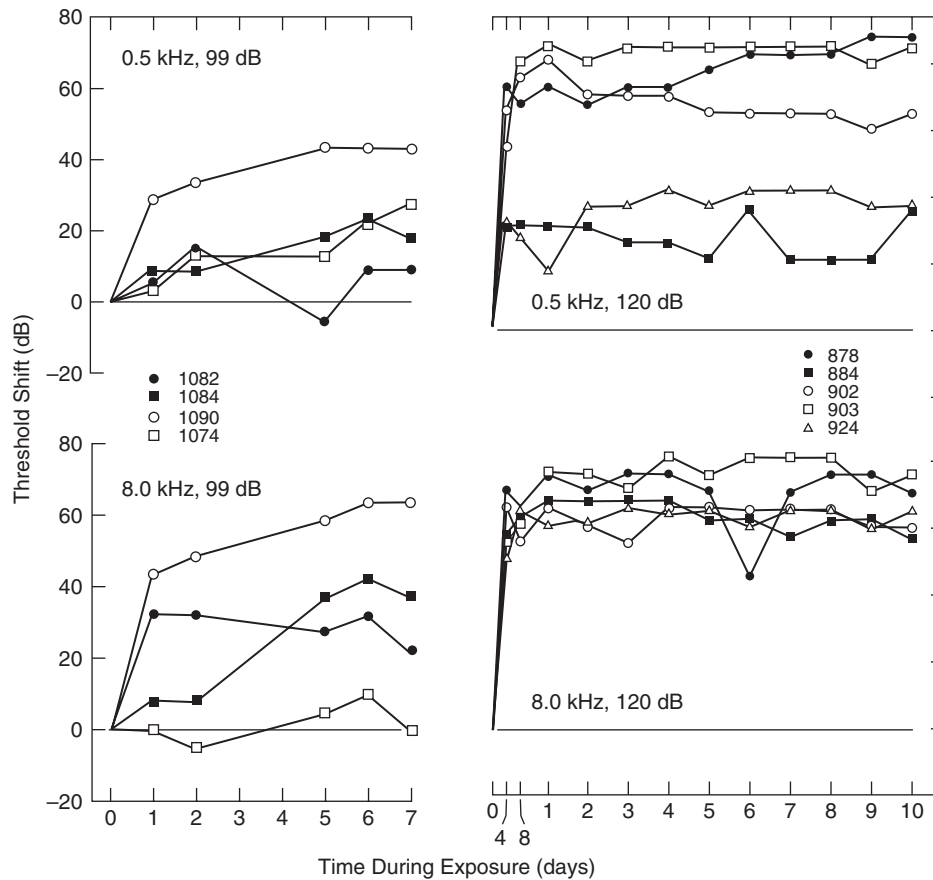 80
60
40
20
0
−20
0.5 kHz, 99 dB
0.5 kHz, 120 dB
1082
1084
1090
1074
878
884
902
903
924
Threshold Shift (dB)
80
60
40
20
0
−20
8.0 kHz, 99 dB
8.0 kHz, 120 dB
0 1 2 3 4 5 6 7
0 1 2 3 4 5 6 7 8 9 10
4 8
Time During Exposure (days)